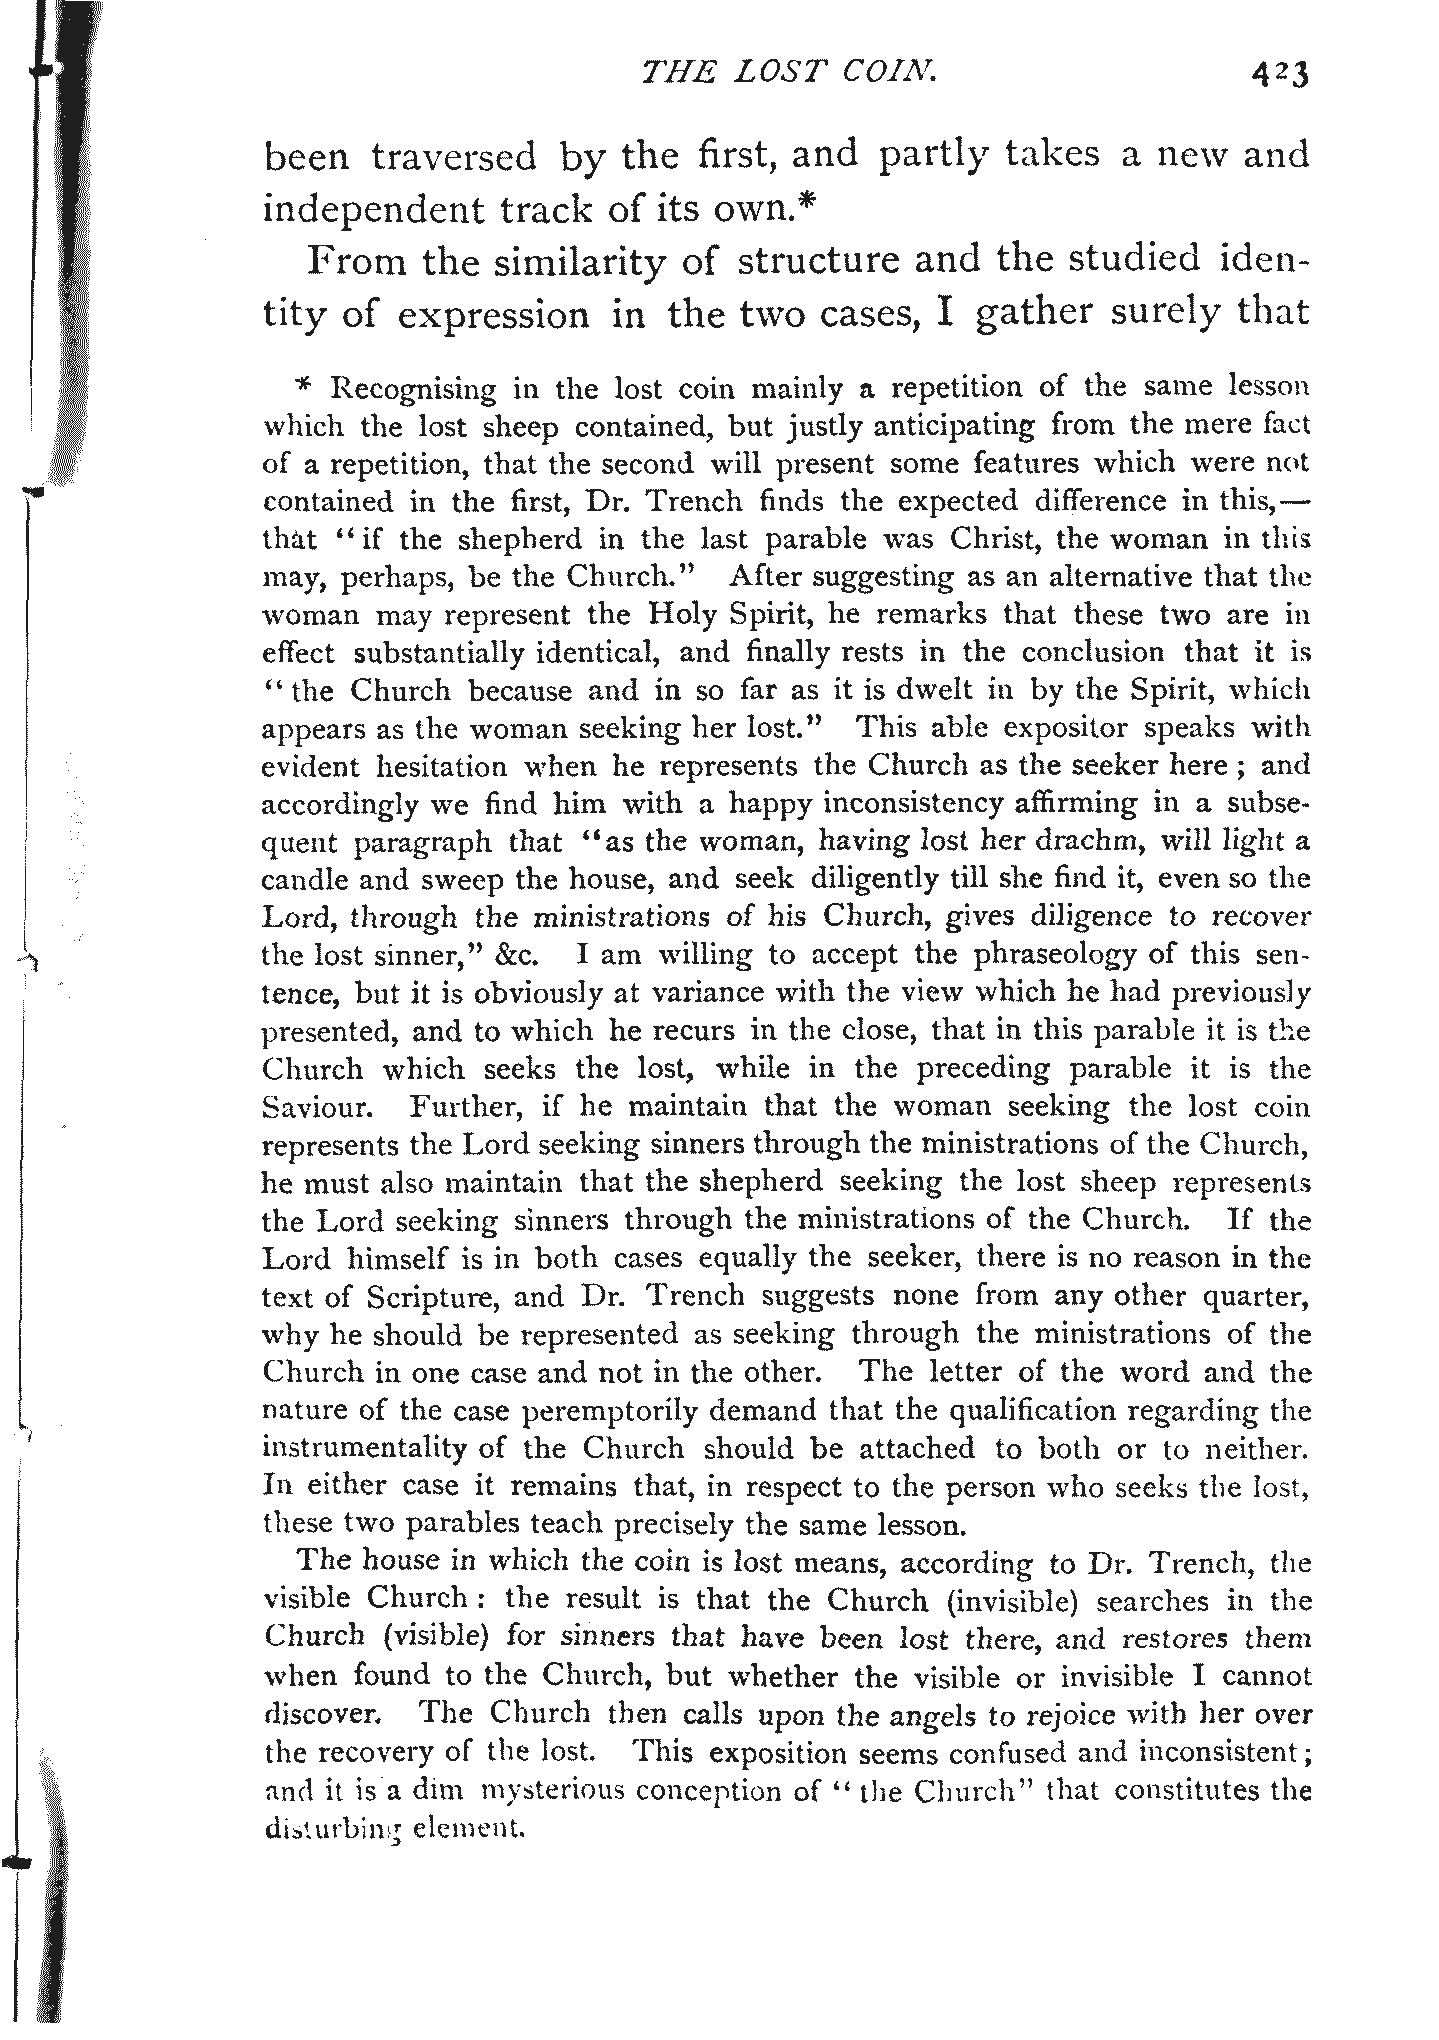 THE LOST COIN. 423
been traversed by the first, and partly takes a new and
independent track of its own.*
From the similarity of structure and the studied iden-
tity of expression in the two cases, I gather surely that
* Recognising in the lost coin mainly a repetition of the same lesson
which the lost sheep contained, but justly anticipating from the mere fact
of a repetition, that the second will present some features which were not
contained in the first, Dr. Trench finds the expected difference in this,—
that "if the shepherd in the last parable was Christ, the woman in this
may, perhaps, be the Church." After suggesting as an alternative that the
woman may represent the Holy Spirit, he remarks that these two are in
effect substantially identical, and finally rests in the conclusion that it is
"the Church because and in so far as it is dwelt in by the Spirit, which
appears as the woman seeking her lost." This able expositor speaks with
evident hesitation when he represents the Church as the seeker here; and
accordingly we find him with a happy inconsistency affirming in a subse-
quent paragraph that "as the woman, having lost her drachm, will light a
candle and sweep the house, and seek diligently till she find it, even so the
Lord, through the ministrations of his Church, gives diligence to recover
the lost sinner," &c. I am willing to accept the phraseology of this sen-
tence, but it is obviously at variance with the view which he had previously
presented, and to which he recurs in the close, that in this parable it is the
Church which seeks the lost, while in the preceding parable it is the
Saviour. Further, if he maintain that the woman seeking the lost coin
represents the Lord seeking sinners through the ministrations of the Church,
he must also maintain that the shepherd seeking the lost sheep represents
the Lord seeking sinners through the ministrations of the Church. If the
Lord himself is in both cases equally the seeker, there is no reason in the
text of Scripture, and Dr. Trench suggests none from any other quarter,
why he should be represented as seeking through the ministrations of the
Church in one case and not in the other. The letter of the word and the
nature of the case peremptorily demand that the qualification regarding the
instrumentality of the Church should be attached to both or to neither.
In either case it remains that, in respect to the person who seeks the lost,
these two parables teach precisely the same lesson.
The house in which the coin is lost means, according to Dr. Trench, the
visible Church: the result is that the Church (invisible) searches in the
Church (visible) for sinners that have been lost there, and restores them
when found to the Church, but whether the visible or invisible I cannot
discover. The Church then calls upon the angels to rejoice with her over
the recovery of the lost. This exposition seems confused and inconsistent;
and it is a dim mysterious conception of "the Church" that constitutes the
disturbing element.